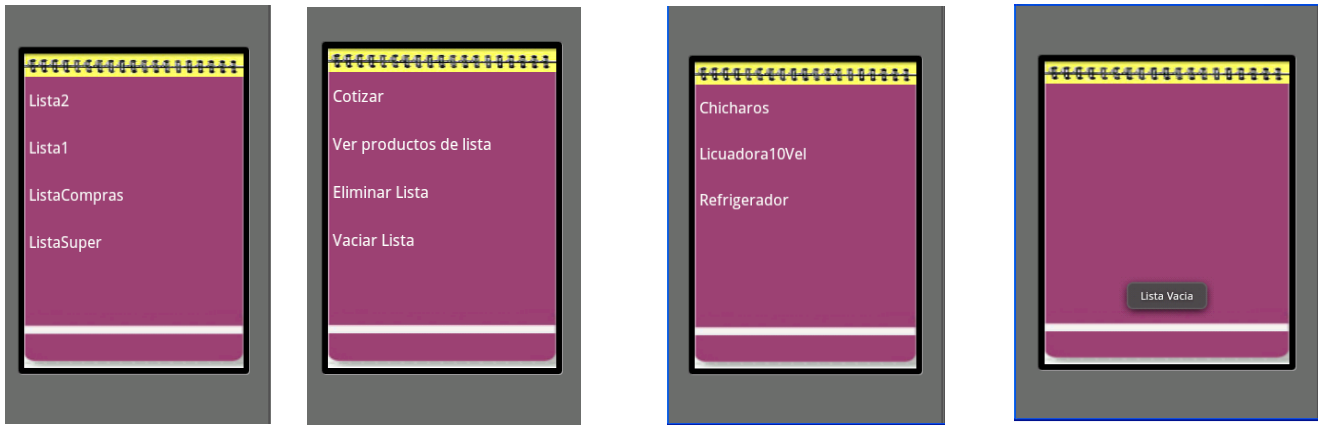 Lista2
Lista1
ListaCompras
ListaSuper
Cotizar
Ver productos de lista
Eliminar Lista
Vaciar Lista
Chicharos
Licuadora10Vel
Refrigerador
Lista Vacia